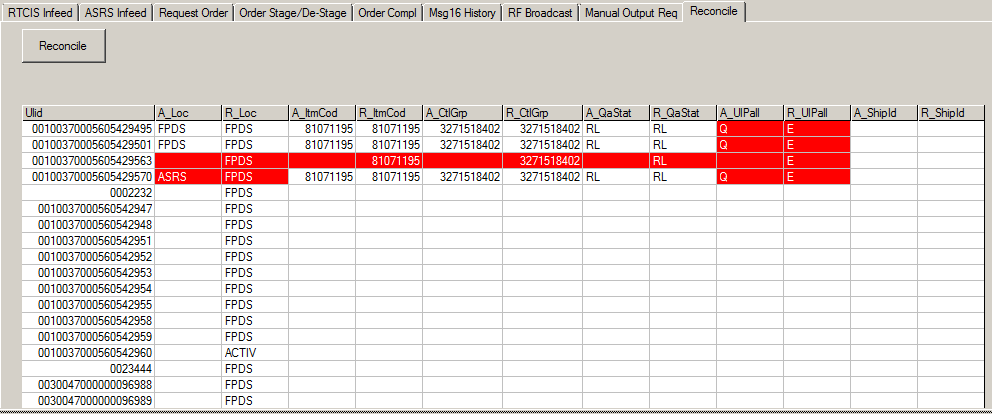 RTCIS Infeed ASRS Infeed Request Order Order Stage/De-Stage Order Compl Msg16 History RF Broadcast Manual Output Req Reconcile
Reconcile
Ulid A_Loc R_Loc A_ItmCod R_ItmCod A_CtlGrp R_CtlGrp A_QaStat R_QaStat A_UlPall R_UlPall A_ShipId R_ShipId
00100370005605429495 FPDS FPDS 81071195 81071195 3271518402 3271518402 RL RL Q E
00100370005605429501 FPDS FPDS 81071195 81071195 3271518402 3271518402 RL RL Q E
00100370005605429563 FPDS 81071195 3271518402 RL E
00100370005605429570 ASRS FPDS 81071195 81071195 3271518402 3271518402 RL RL Q E
0002232 FPDS
0010037000560542947 FPDS
0010037000560542948 FPDS
0010037000560542951 FPDS
0010037000560542952 FPDS
0010037000560542953 FPDS
0010037000560542954 FPDS
0010037000560542955 FPDS
0010037000560542958 FPDS
0010037000560542959 FPDS
0010037000560542960 ACTIV
0023444 FPDS
0030047000000096988 FPDS
0030047000000096989 FPDS